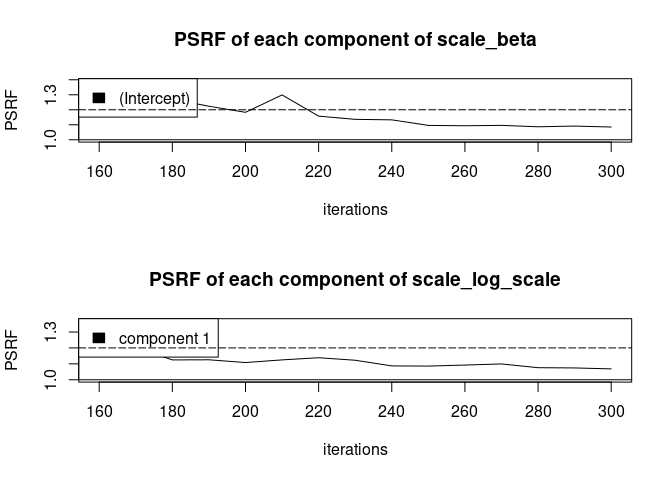 PSRF of each component of scale_beta
PSRF
1.0 1.3
(Intercept)
160 180 200 220 240 260 280 300
iterations
PSRF of each component of scale_log_scale
PSRF
1.0 1.3
component 1
160 180 200 220 240 260 280 300
iterations